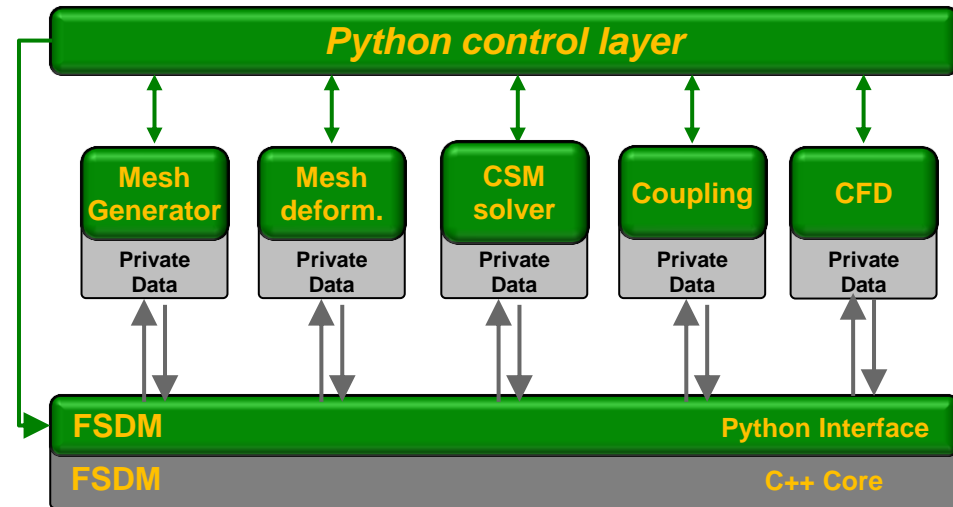 Python control layer
Mesh
Generator
Private
Data
Mesh
deform.
Private
Data
CSM
solver
Private
Data
Coupling
Private
Data
CFD
Private
Data
FSDM
Python Interface
FSDM
C++ Core